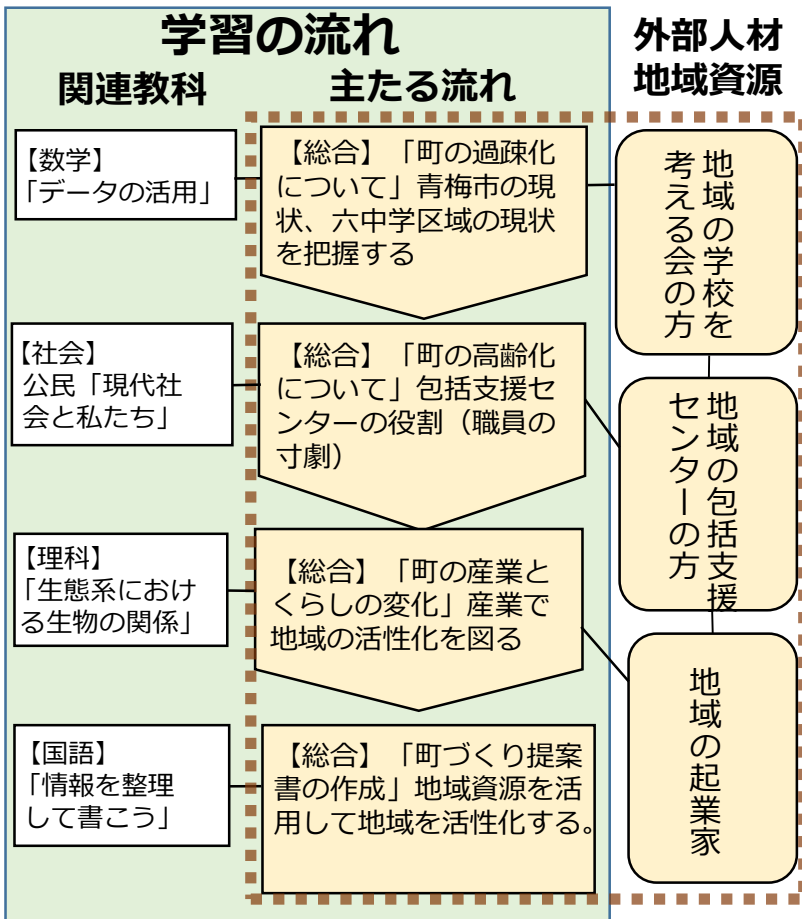 学習の流れ
関連教科
主たる流れ
外部人材
地域資源
【数学】
「データの活用」
【総合】「町の過疎化
について」青梅市の現
状、六中学区域の現状
を把握する
地域の学校を
考える会の方
【社会】
公民「現代社
会と私たち」
【総合】「町の高齢化
について」包括支援セ
ンターの役割（職員の
寸劇）
地域の包括支援
センターの方
【理科】
「生態系におけ
る生物の関係」
【総合】「町の産業と
くらしの変化」産業で
地域の活性化を図る
地域の起業家
【国語】
「情報を整理
して書こう」
【総合】「町づくり提案
書の作成」地域資源を活
用して地域を活性化する。